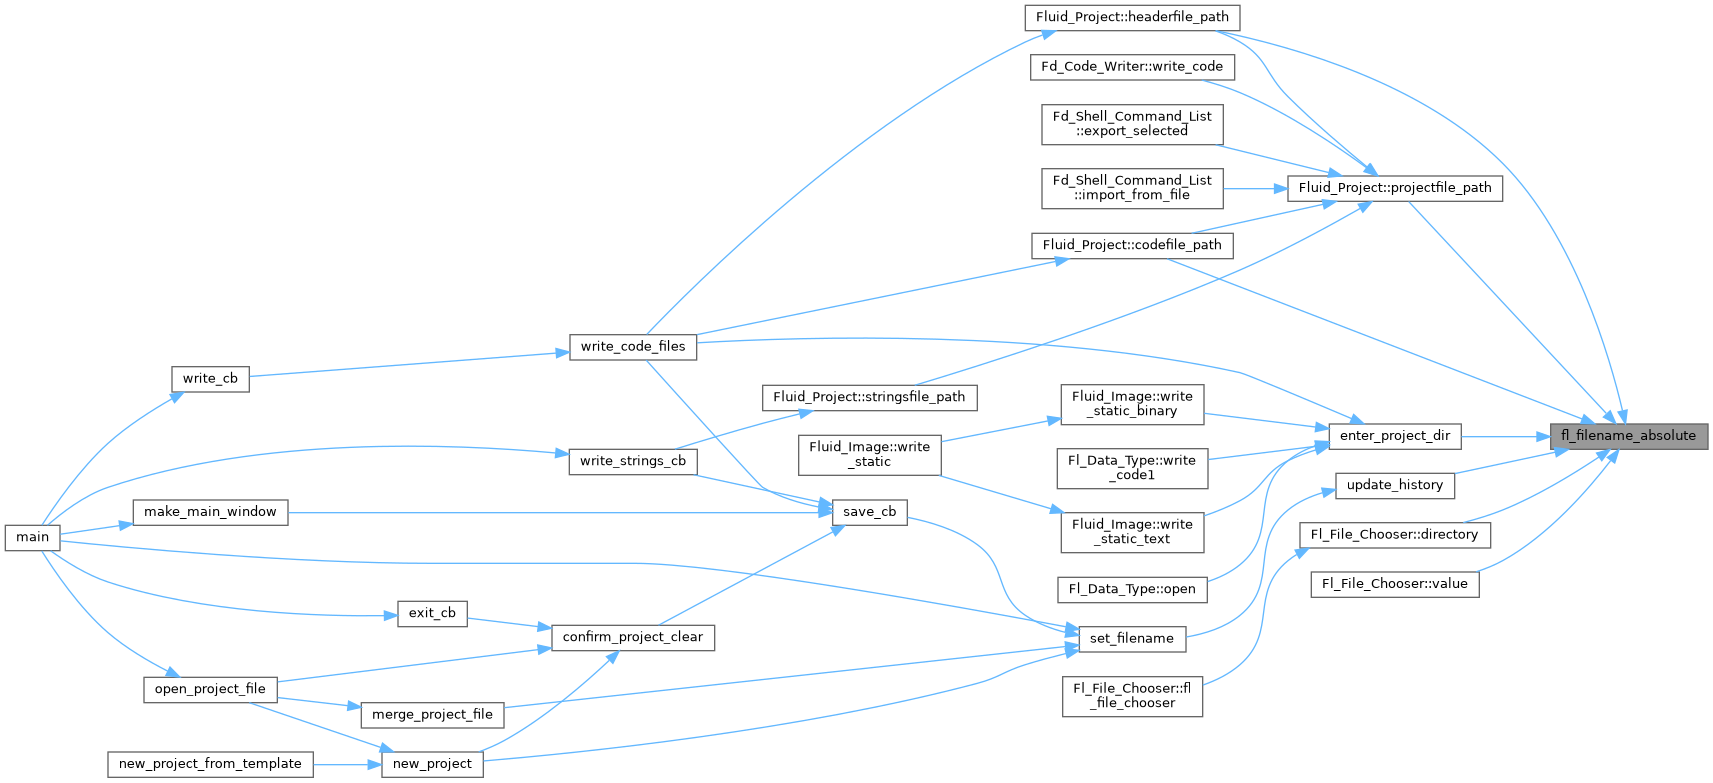 Fluid_Project::headerfile_path
Fd_Code_Writer::write_code
Fd_Shell_Command_List
::export_selected
Fd_Shell_Command_List
::import_from_file
Fluid_Project::projectfile_path
Fluid_Project::codefile_path
write_code_files
write_cb
Fluid_Project::stringsfile_path
Fluid_Image::write
_static_binary
enter_project_dir
fl_filename_absolute
Fluid_Image::write
_static
write_strings_cb
Fl_Data_Type::write
_code1
update_history
make_main_window
save_cb
main
Fluid_Image::write
_static_text
Fl_File_Chooser::directory
Fl_Data_Type::open
Fl_File_Chooser::value
exit_cb
confirm_project_clear
set_filename
open_project_file
Fl_File_Chooser::fl
_file_chooser
merge_project_file
new_project_from_template
new_project